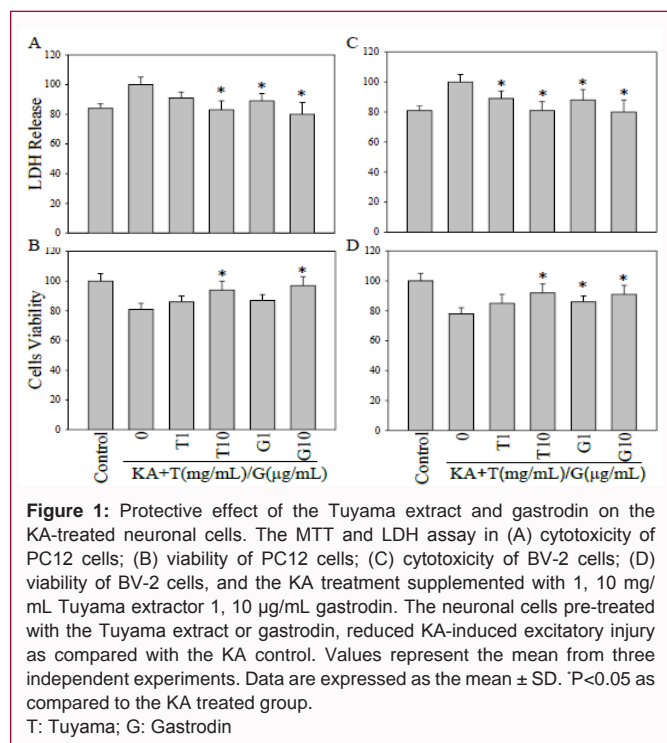 A
120
100
80
60
40
20
0
LDH Release
* * *
C
120
100
80
60
40
20
0
* * * *
B
120
100
80
60
40
20
0
Cells Viability
* *
D
120
100
80
60
40
20
0
* * *
Control 0 T1 T10 G1 G10
KA+T(mg/mL)/G(μg/mL)
Control 0 T1 T10 G1 G10
KA+T(mg/mL)/G(μg/mL)
Figure 1: Protective effect of the Tuyama extract and gastrodin on the
KA-treated neuronal cells. The MTT and LDH assay in (A) cytotoxicity of
PC12 cells; (B) viability of PC12 cells; (C) cytotoxicity of BV-2 cells; (D)
viability of BV-2 cells, and the KA treatment supplemented with 1, 10 mg/
mL Tuyama extractor 1, 10 µg/mL gastrodin. The neuronal cells pre-treated
with the Tuyama extract or gastrodin, reduced KA-induced excitatory injury
as compared with the KA control. Values represent the mean from three
independent experiments. Data are expressed as the mean ± SD. *P<0.05 as
compared to the KA treated group.
T: Tuyama; G: Gastrodin